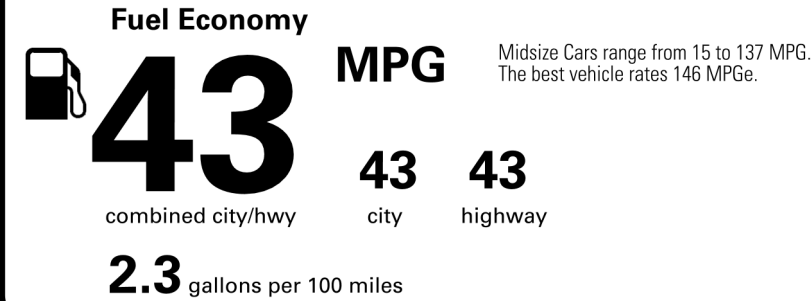 Fuel Economy
43 MPG
Midsize Cars range from 15 to 137 MPG.
The best vehicle rates 146 MPGe.
combined city/hwy
43 city
43 highway
2.3 gallons per 100 miles